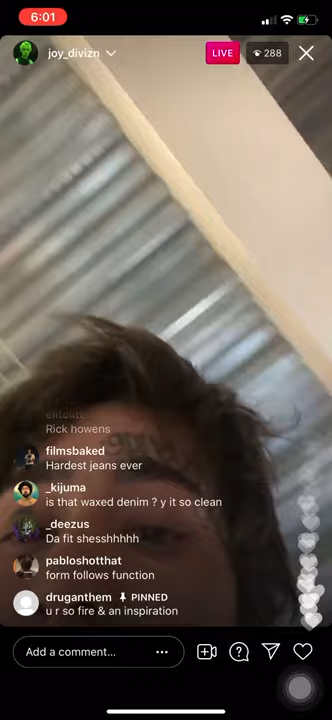 6:01
joy_divizn
LIVE
288
elitolitt
Rick howens
filmsbaked
Hardest jeans ever
_kijuma
is that waxed denim ? y it so clean
_deezus
Da fit shesshhhhh
pabloshotthat
form follows function
druganthem PINNED
u r so fire & an inspiration
Add a comment...